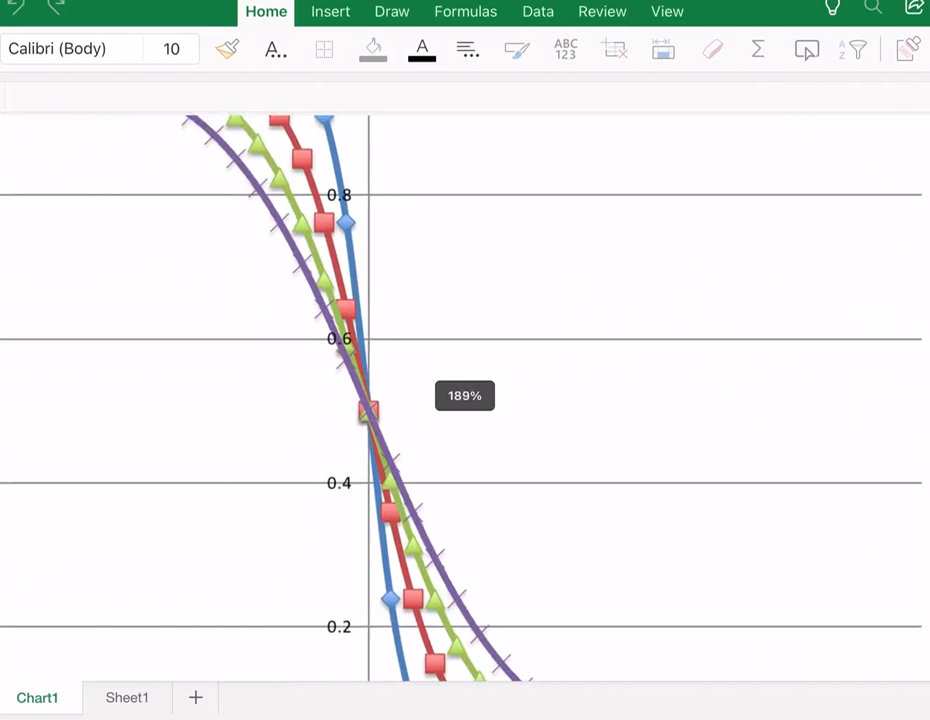 Home Insert Draw Formulas Data Review View
Calibri (Body) 10 A.. A ABC 123 Σ A Z
0.8
0.6
189%
0.4
0.2
Chart1 Sheet1 +